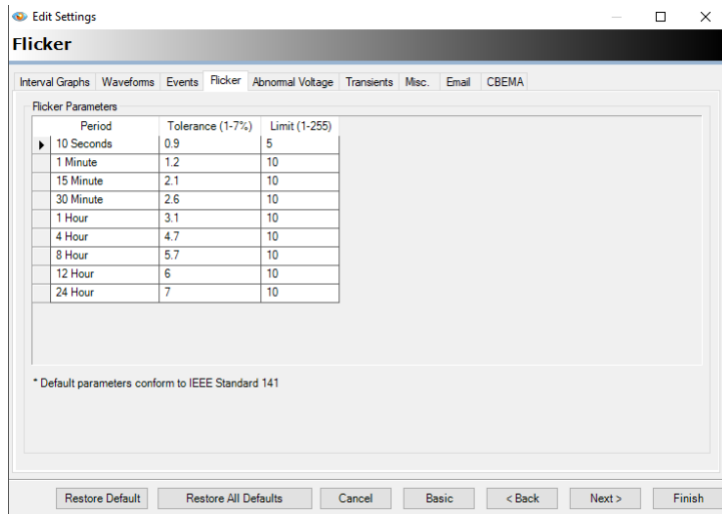 Edit Settings
Flicker
Interval Graphs Waveforms Events Flicker Abnormal Voltage Transients Misc. Email CBEMA
Flicker Parameters
Period Tolerance (1-7%) Limit (1-255)
10 Seconds 0.9 5
1 Minute 1.2 10
15 Minute 2.1 10
30 Minute 2.6 10
1 Hour 3.1 10
4 Hour 4.7 10
8 Hour 5.7 10
12 Hour 6 10
24 Hour 7 10
* Default parameters conform to IEEE Standard 141
Restore Default Restore All Defaults Cancel Basic < Back Next > Finish